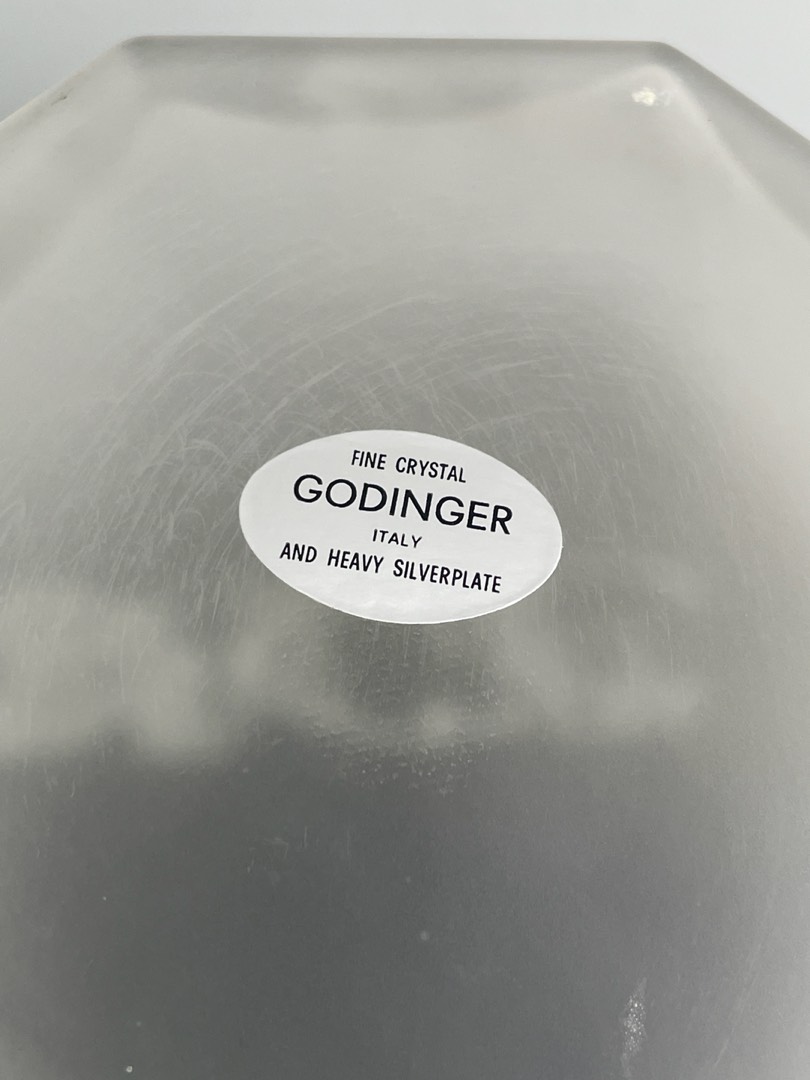 FINE CRYSTAL
GODINGER
ITALY
AND HEAVY SILVERPLATE